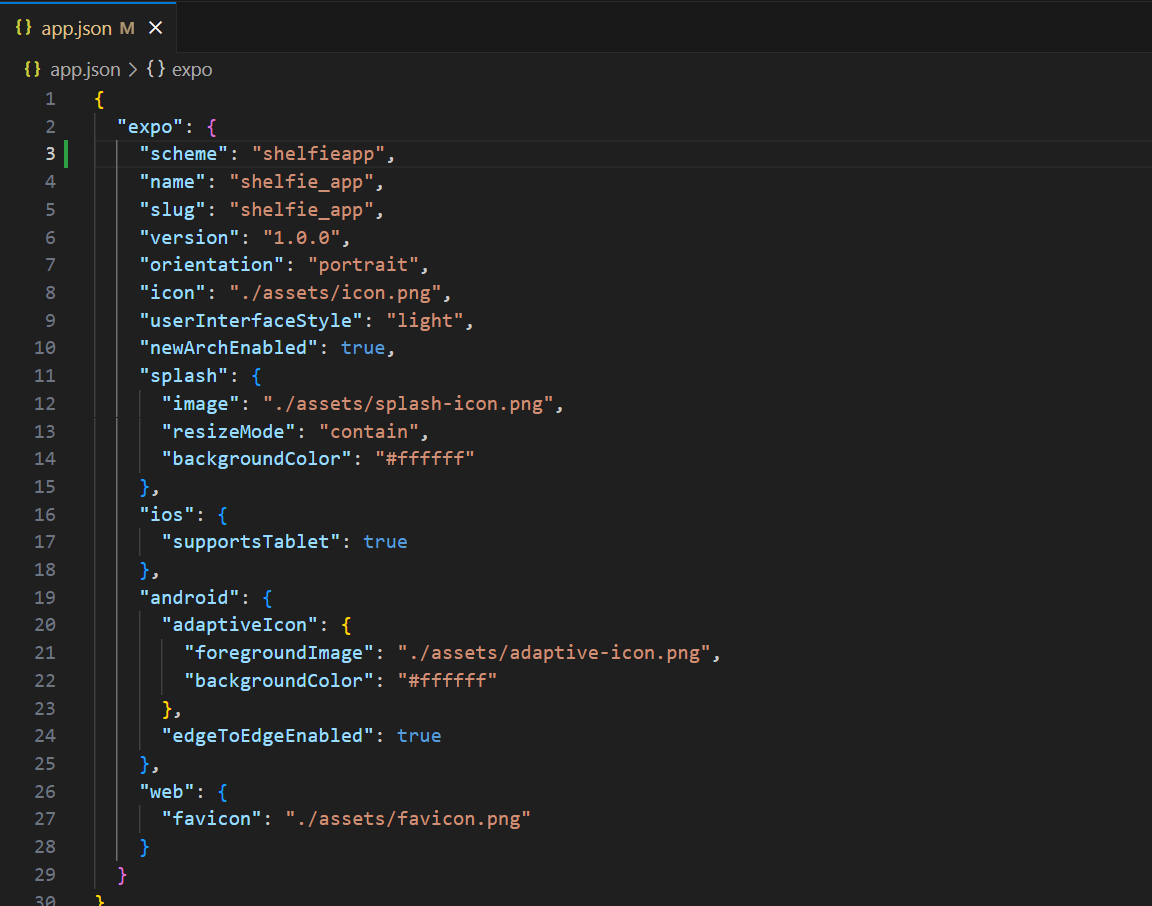 {} app.json M ×
{} app.json > {} expo
1 {
2   "expo": {
3     "scheme": "shelfieapp",
4     "name": "shelfie_app",
5     "slug": "shelfie_app",
6     "version": "1.0.0",
7     "orientation": "portrait",
8     "icon": "./assets/icon.png",
9     "userInterfaceStyle": "light",
10     "newArchEnabled": true,
11     "splash": {
12       "image": "./assets/splash-icon.png",
13       "resizeMode": "contain",
14       "backgroundColor": "#ffffff"
15     },
16     "ios": {
17       "supportsTablet": true
18     },
19     "android": {
20       "adaptiveIcon": {
21         "foregroundImage": "./assets/adaptive-icon.png",
22         "backgroundColor": "#ffffff"
23       },
24       "edgeToEdgeEnabled": true
25     },
26     "web": {
27       "favicon": "./assets/favicon.png"
28     }
29   }
30 }